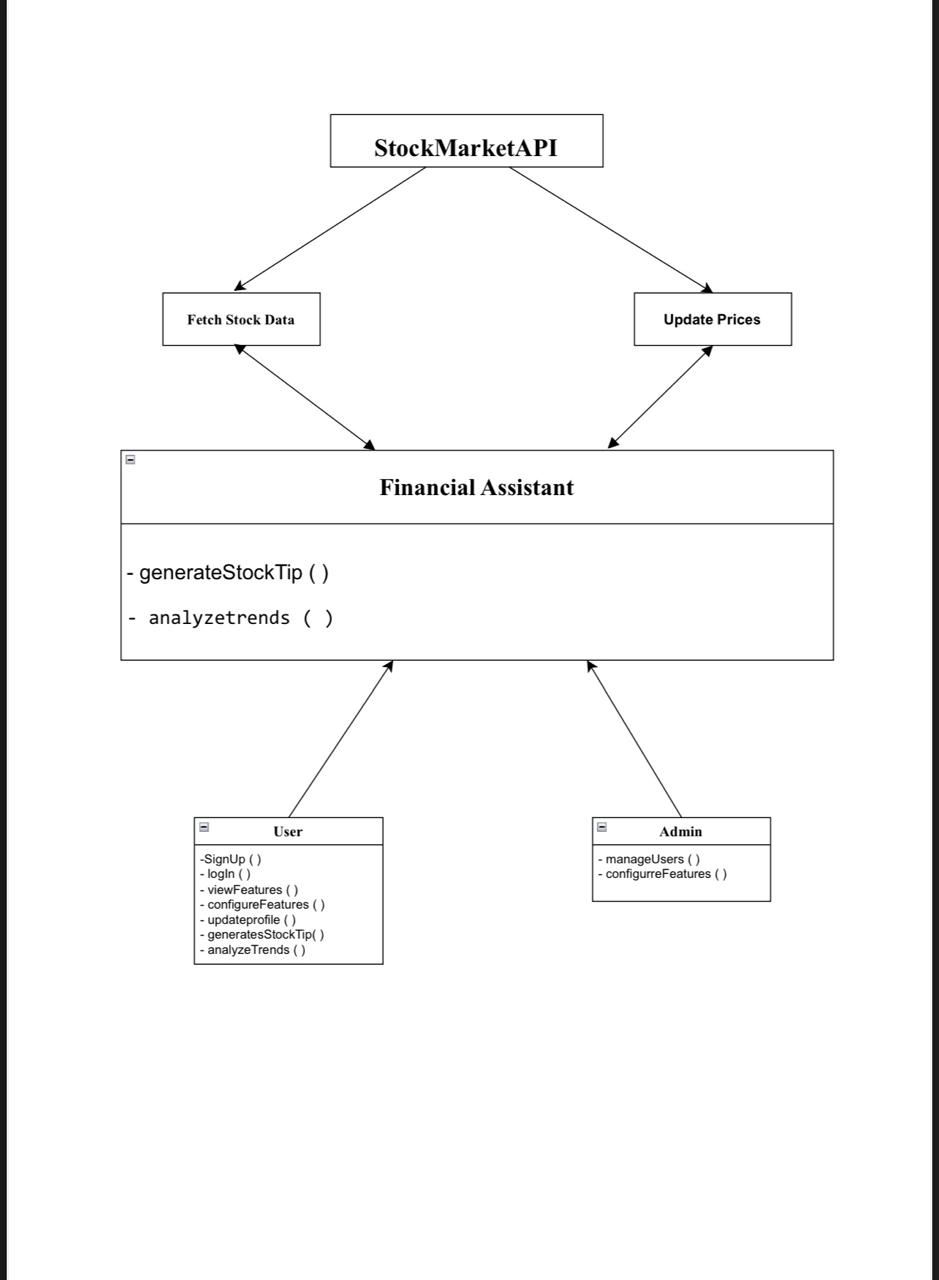 StockMarketAPI
Fetch Stock Data
Update Prices
Financial Assistant
- generateStockTip ( )
- analyzetrends ( )
User
-SignUp ( )
- logIn ( )
- viewFeatures ( )
- configureFeatures ( )
- updateprofile ( )
- generatesStockTip( )
- analyzeTrends ( )
Admin
- manageUsers ( )
- configurreFeatures ( )